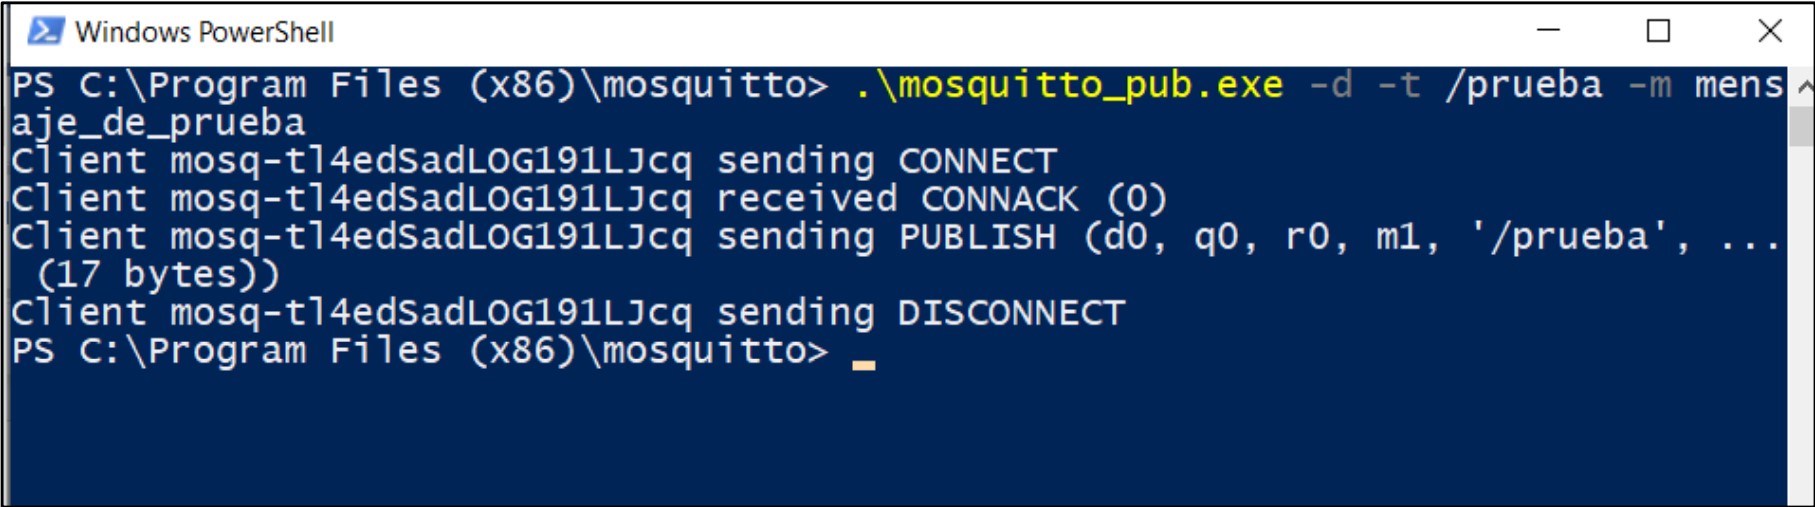 Windows PowerShell
PS C:\Program Files (x86)\mosquitto> .\mosquitto_pub.exe -d -t /prueba -m mens
aje_de_prueba
Client mosq-tl4edSadLOG191LJcq sending CONNECT
Client mosq-tl4edSadLOG191LJcq received CONNACK (0)
Client mosq-tl4edSadLOG191LJcq sending PUBLISH (d0, q0, r0, m1, '/prueba', ...
 (17 bytes))
Client mosq-tl4edSadLOG191LJcq sending DISCONNECT
PS C:\Program Files (x86)\mosquitto>